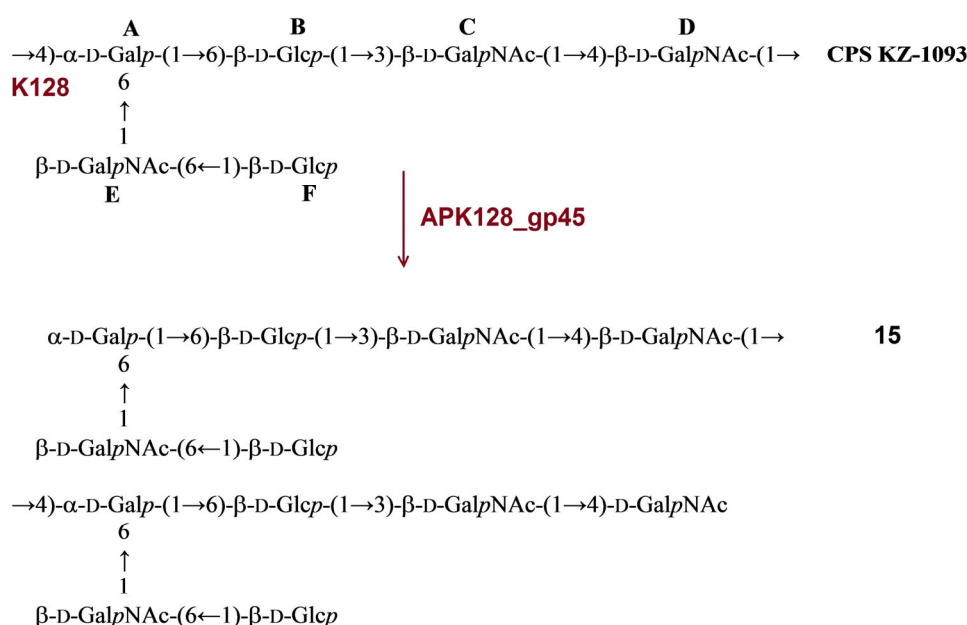 A B C D
→4)-α-D-Galp-(1→6)-β-D-Glcp-(1→3)-β-D-GalpNAc-(1→4)-β-D-GalpNAc-(1→ CPS KZ-1093
K128 6
↑
1
β-D-GalpNAc-(6←1)-β-D-Glcp
E F
APK128_gp45
α-D-Galp-(1→6)-β-D-Glcp-(1→3)-β-D-GalpNAc-(1→4)-β-D-GalpNAc-(1→ 15
6
↑
1
β-D-GalpNAc-(6←1)-β-D-Glcp
→4)-α-D-Galp-(1→6)-β-D-Glcp-(1→3)-β-D-GalpNAc-(1→4)-D-GalpNAc
6
↑
1
β-D-GalpNAc-(6←1)-β-D-Glcp